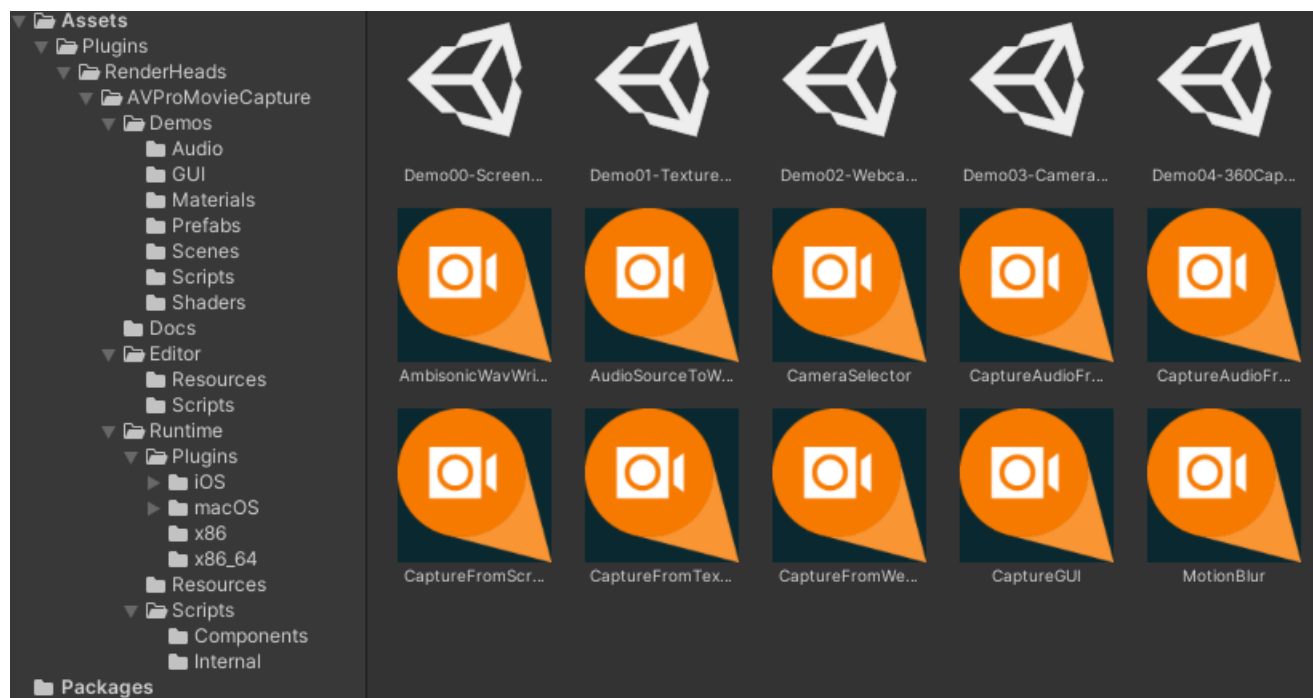 Assets
Plugins
RenderHeads
AVProMovieCapture
Demos
Audio
GUI
Materials
Prefabs
Scenes
Scripts
Shaders
Docs
Editor
Resources
Scripts
Runtime
Plugins
iOS
macOS
x86
x86_64
Resources
Scripts
Components
Internal
Packages
Demo00-Screen... Demo01-Texture... Demo02-Webca... Demo03-Camera... Demo04-360Cap...
AmbisonicWavWri... AudioSourceToW... CameraSelector CaptureAudioFr... CaptureAudioFr...
CaptureFromScr... CaptureFromTex... CaptureFromWe... CaptureGUI MotionBlur